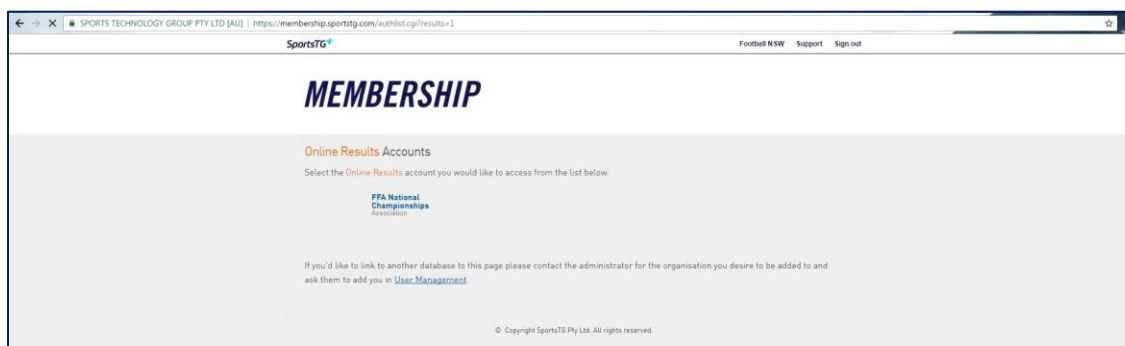 SPORTS TECHNOLOGY GROUP PTY LTD [AU] | https://membership.sportstg.com/authlist.cgi?results=1
SportsTG Football NSW Support Sign out
MEMBERSHIP
Online Results Accounts
Select the Online Results account you would like to access from the list below.
FFA National
Championships
Association
If you'd like to link to another database to this page please contact the administrator for the organisation you desire to be added to and
ask them to add you in User Management.
© Copyright SportsTG Pty Ltd. All rights reserved.